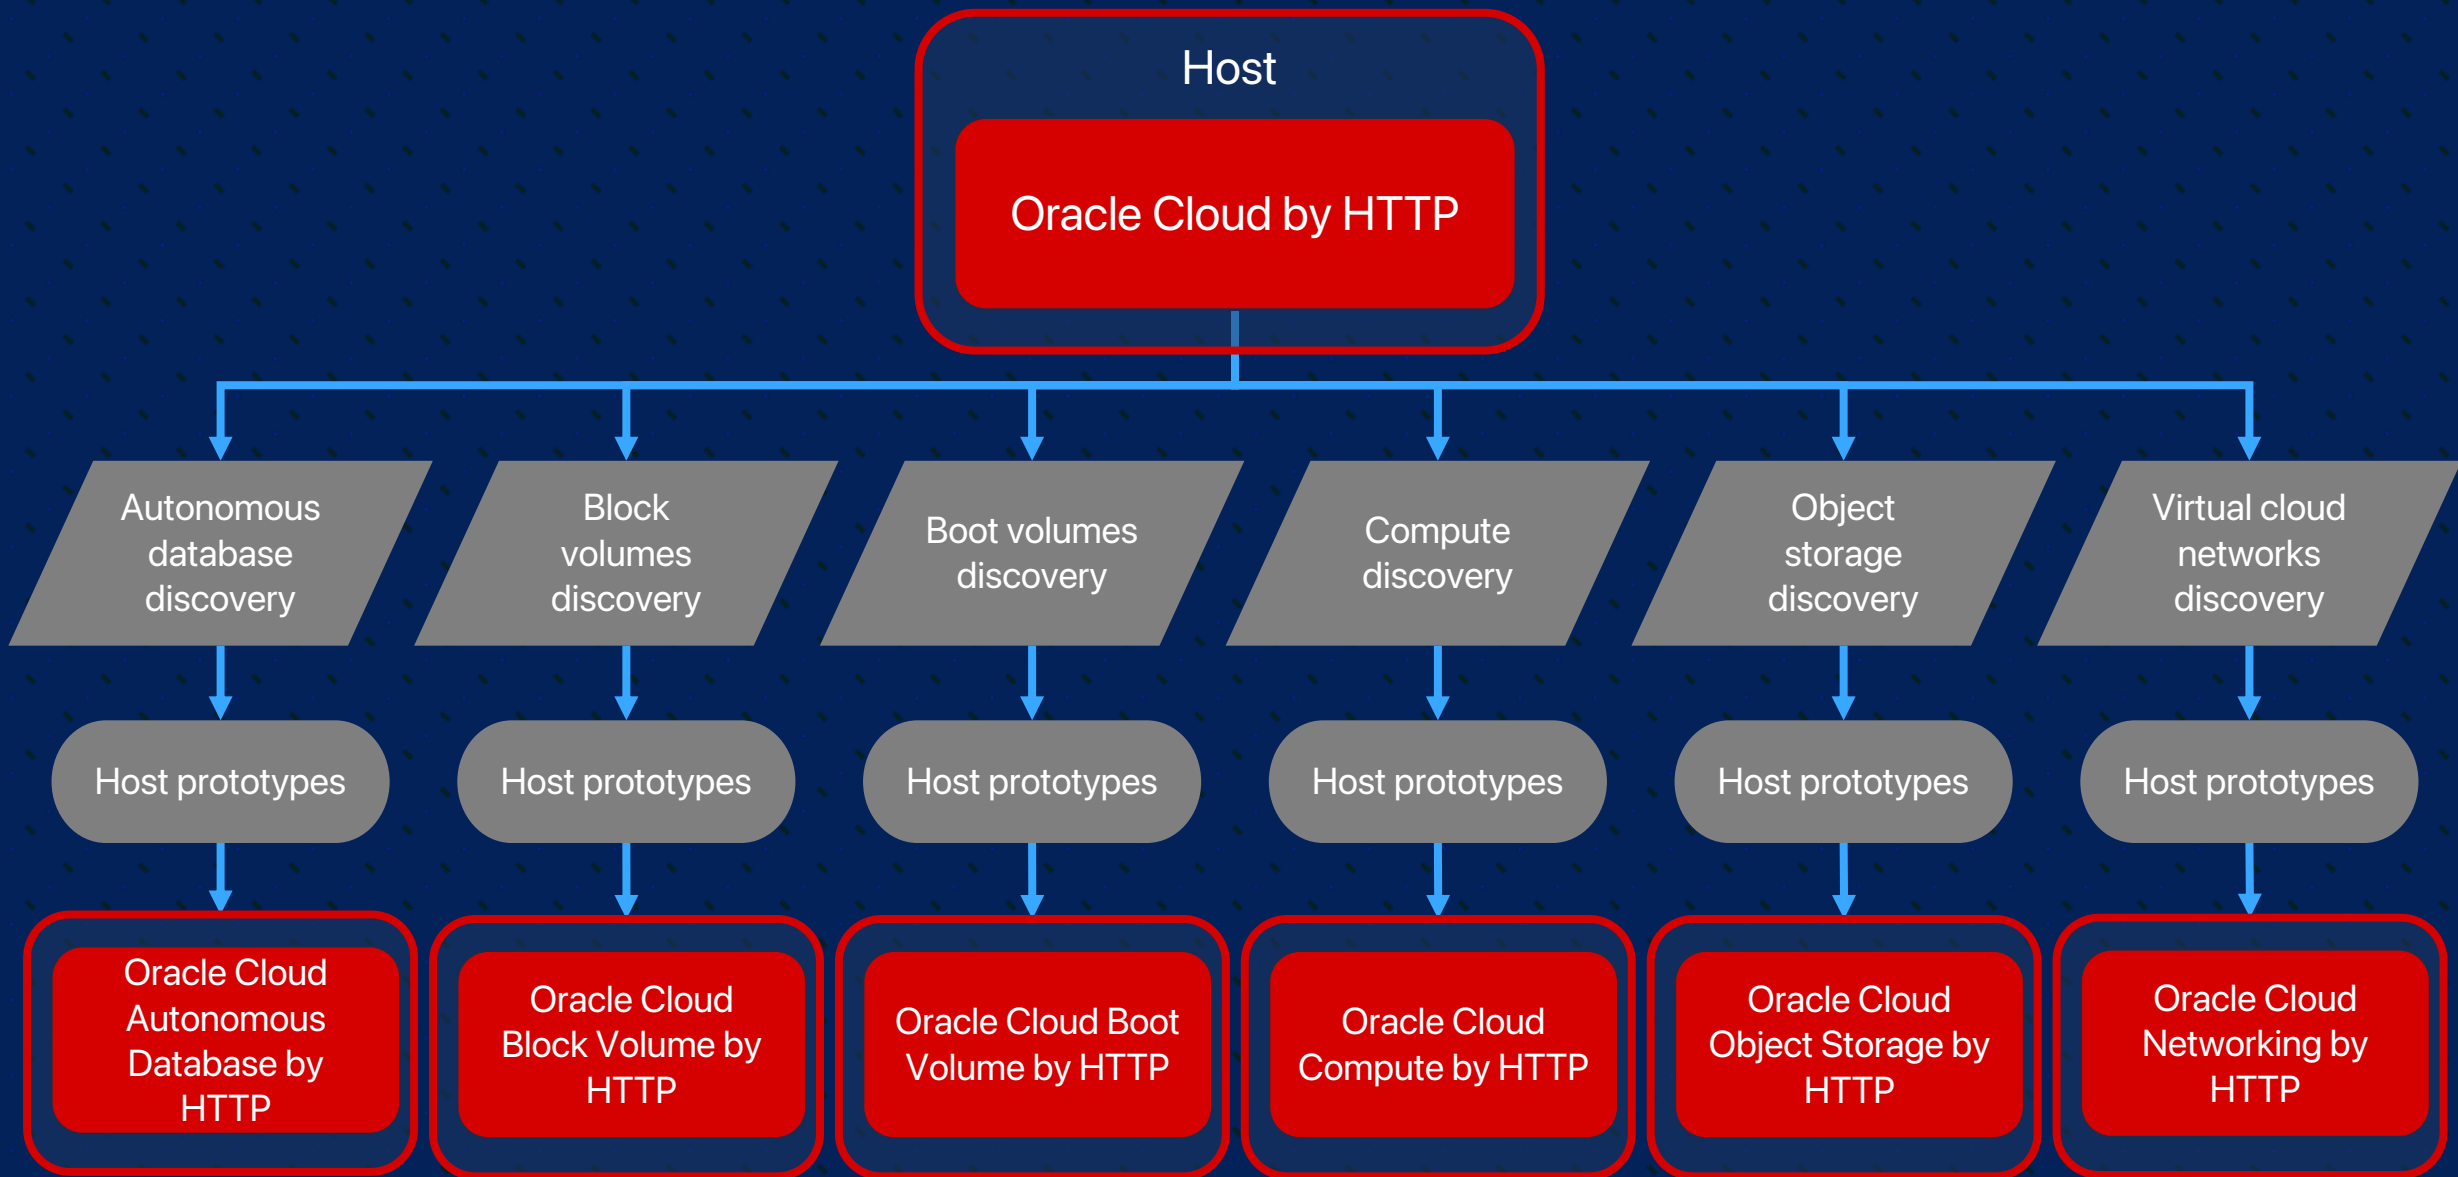 Host
Oracle Cloud by HTTP
Autonomous
database
discovery
Block
volumes
discovery
Boot volumes
discovery
Compute
discovery
Object
storage
discovery
Virtual cloud
networks
discovery
Host prototypes
Host prototypes
Host prototypes
Host prototypes
Host prototypes
Host prototypes
Oracle Cloud
Autonomous
Database by
HTTP
Oracle Cloud
Block Volume by
HTTP
Oracle Cloud Boot
Volume by HTTP
Oracle Cloud
Compute by HTTP
Oracle Cloud
Object Storage by
HTTP
Oracle Cloud
Networking by
HTTP